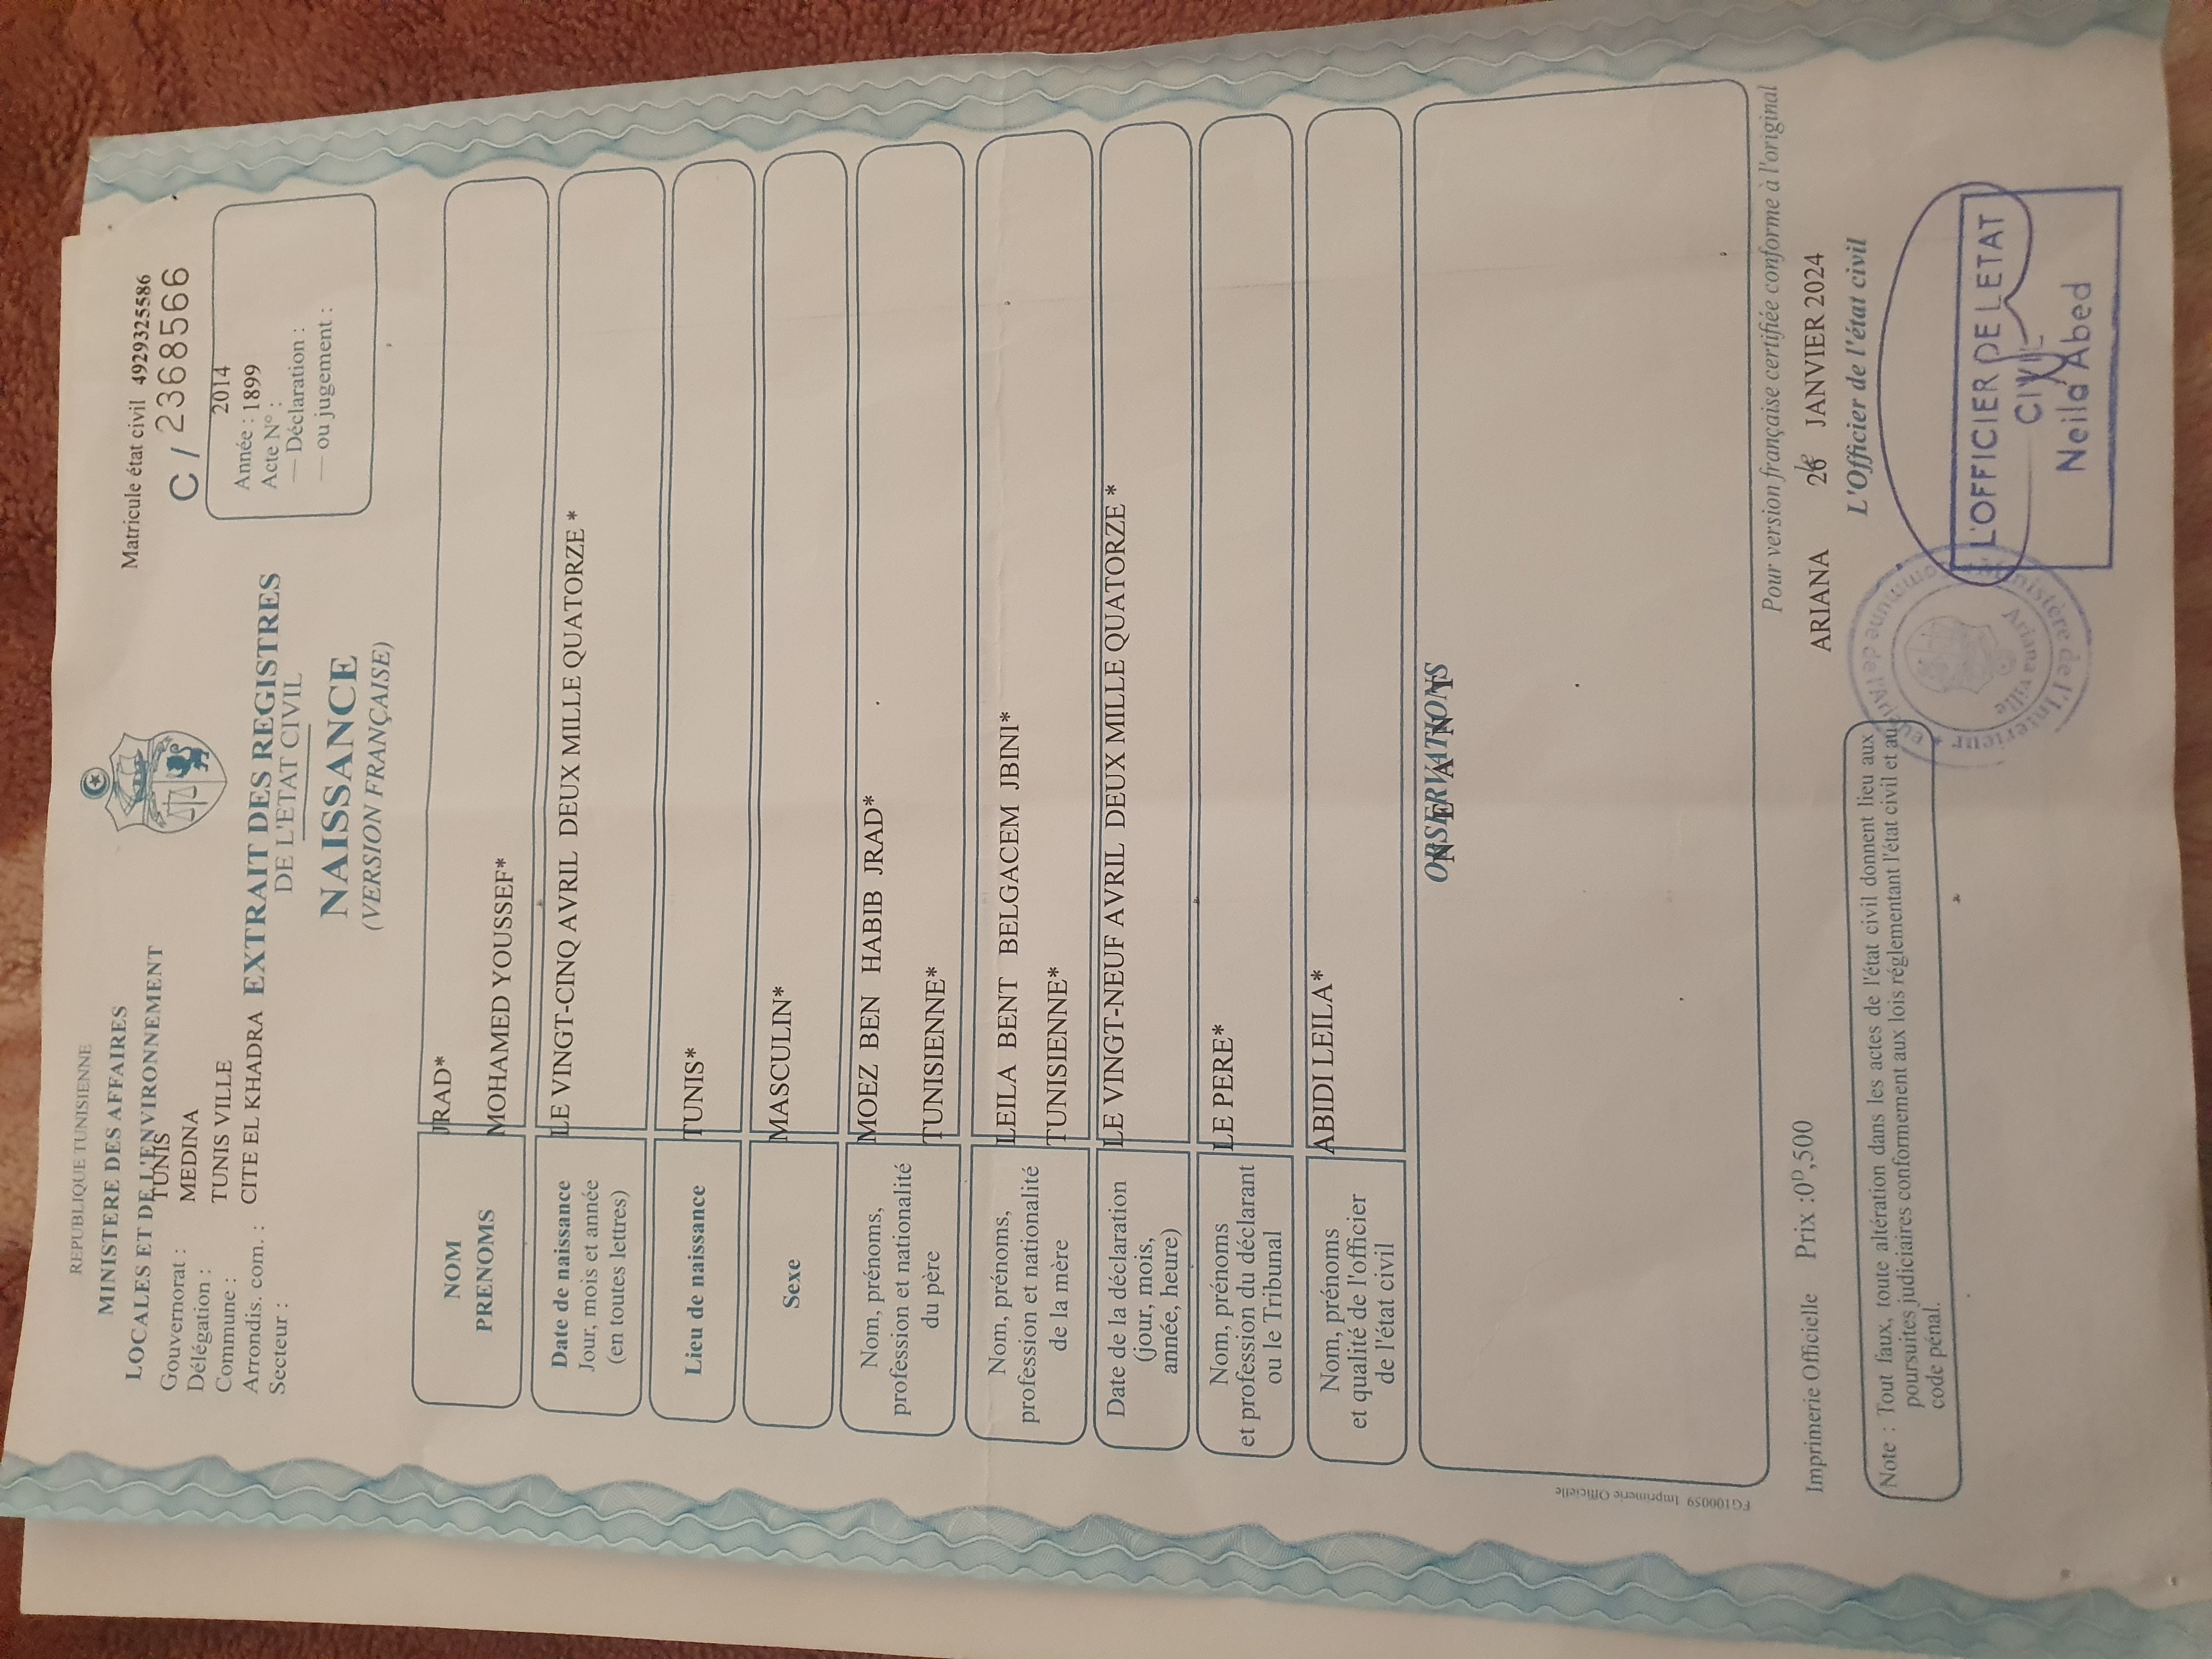 REPUBLIQUE TUNISIENNE
MINISTERE DES AFFAIRES
LOCALES ET DE L'ENVIRONNEMENT
Gouvernorat : TUNIS
Délégation : MEDINA
Commune : TUNIS VILLE
Arrondis. com. : CITE EL KHADRA
Secteur :
Matricule état civil 4929325586
C / 2368566
2014
Année : 1899
Acte N° :
— Déclaration :
— ou jugement :
EXTRAIT DES REGISTRES
DE L'ETAT CIVIL
NAISSANCE
(VERSION FRANÇAISE)
NOM JRAD*
PRENOMS MOHAMED YOUSSEF*
Date de naissance
Jour, mois et année
(en toutes lettres)
LE VINGT-CINQ AVRIL DEUX MILLE QUATORZE *
Lieu de naissance TUNIS*
Sexe MASCULIN*
Nom, prénoms,
profession et nationalité
du père
MOEZ BEN HABIB JRAD*
TUNISIENNE*
Nom, prénoms,
profession et nationalité
de la mère
LEILA BENT BELGACEM JBINI*
TUNISIENNE*
Date de la déclaration
(jour, mois,
année, heure)
LE VINGT-NEUF AVRIL DEUX MILLE QUATORZE *
Nom, prénoms
et profession du déclarant
ou le Tribunal
LE PERE*
Nom, prénoms
et qualité de l'officier
de l'état civil
ABIDI LEILA*
OBSERVATIONS
N E A N T
FG100059 Imprimerie Officielle
Pour version française certifiée conforme à l'original
Imprimerie Officielle Prix :0ᴰ,500
ARIANA le 26 JANVIER 2024
L'Officier de l'état civil
Note : Tout faux, toute altération dans les actes de l'état civil donnent lieu aux
poursuites judiciaires conformement aux lois réglementant l'état civil et au
code pénal.
Ministère de l'Interieur
Ariana ville
L'OFFICIER DE L'ETAT
CIVIL
Neila Abed